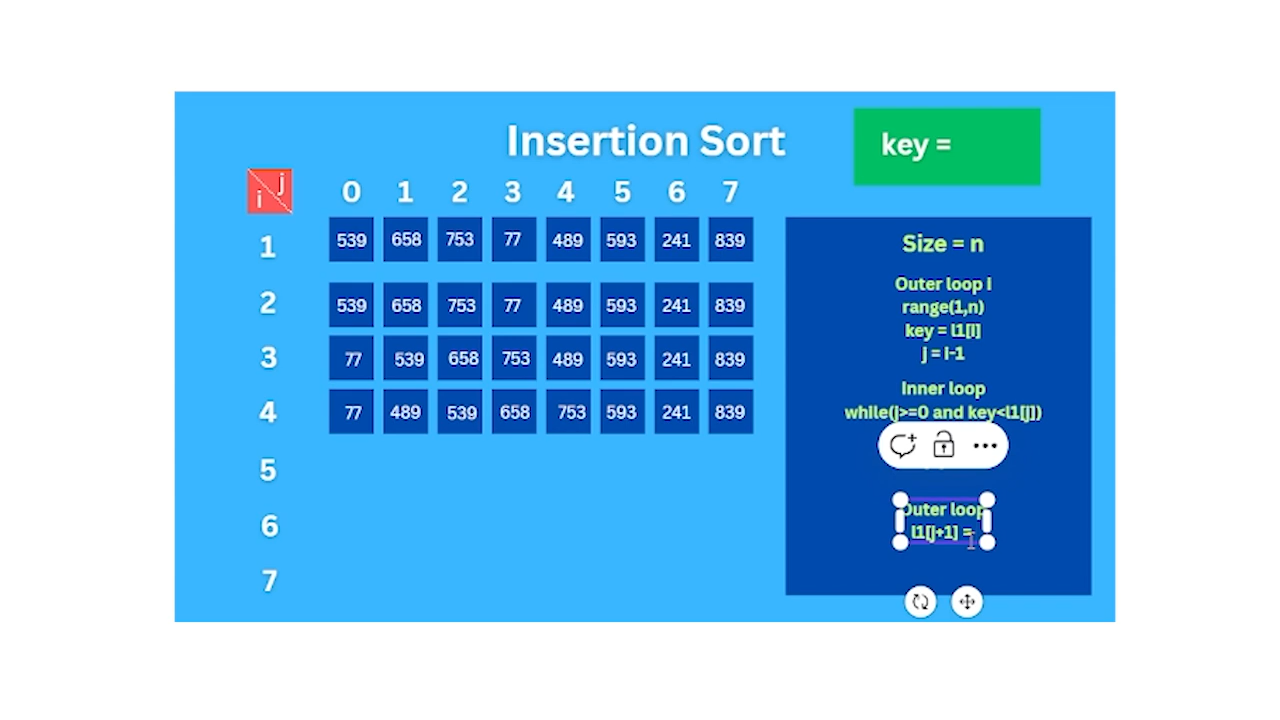 Insertion Sort
key =
j
i
0 1 2 3 4 5 6 7
1 539 658 753 77 489 593 241 839
2 539 658 753 77 489 593 241 839
3 77 539 658 753 489 593 241 839
4 77 489 539 658 753 593 241 839
5
6
7
Size = n
Outer loop I
range(1,n)
key = l1[i]
j = i-1
Inner loop
while(j>=0 and key<l1[j])
Outer loop
l1[j+1] =